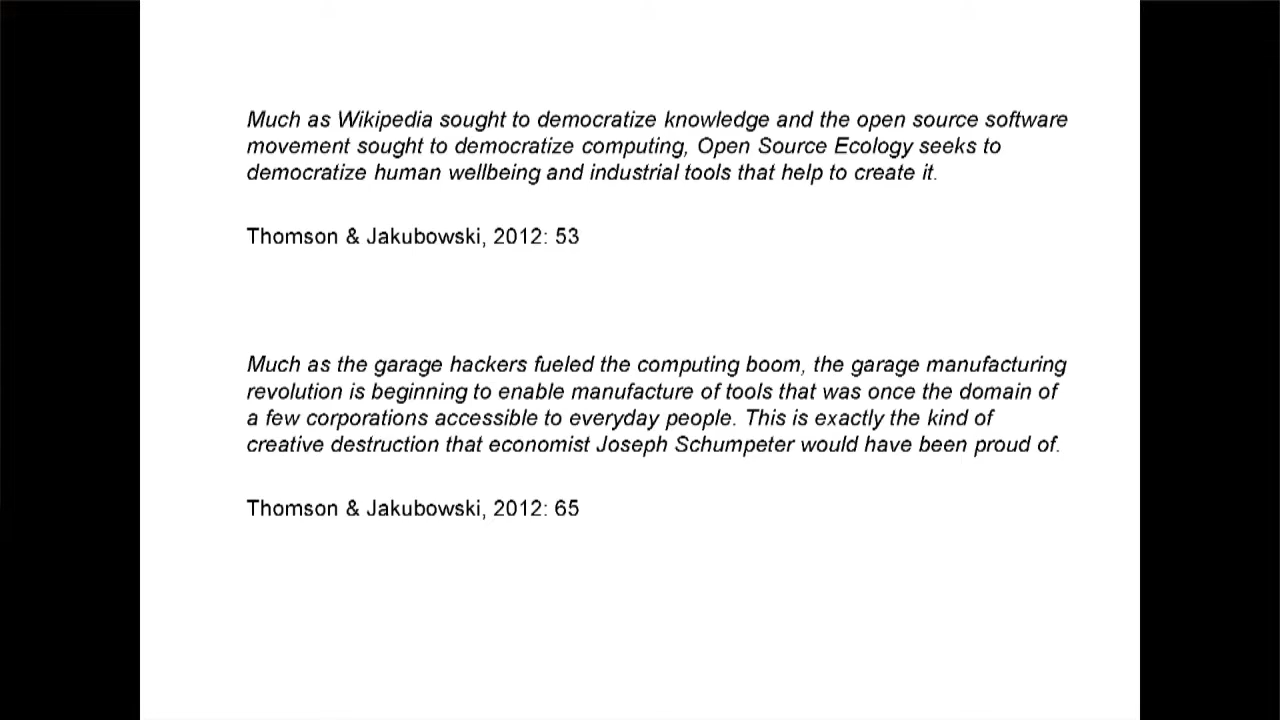 Much as Wikipedia sought to democratize knowledge and the open source software
movement sought to democratize computing, Open Source Ecology seeks to
democratize human wellbeing and industrial tools that help to create it.
Thomson & Jakubowski, 2012: 53
Much as the garage hackers fueled the computing boom, the garage manufacturing
revolution is beginning to enable manufacture of tools that was once the domain of
a few corporations accessible to everyday people. This is exactly the kind of
creative destruction that economist Joseph Schumpeter would have been proud of.
Thomson & Jakubowski, 2012: 65